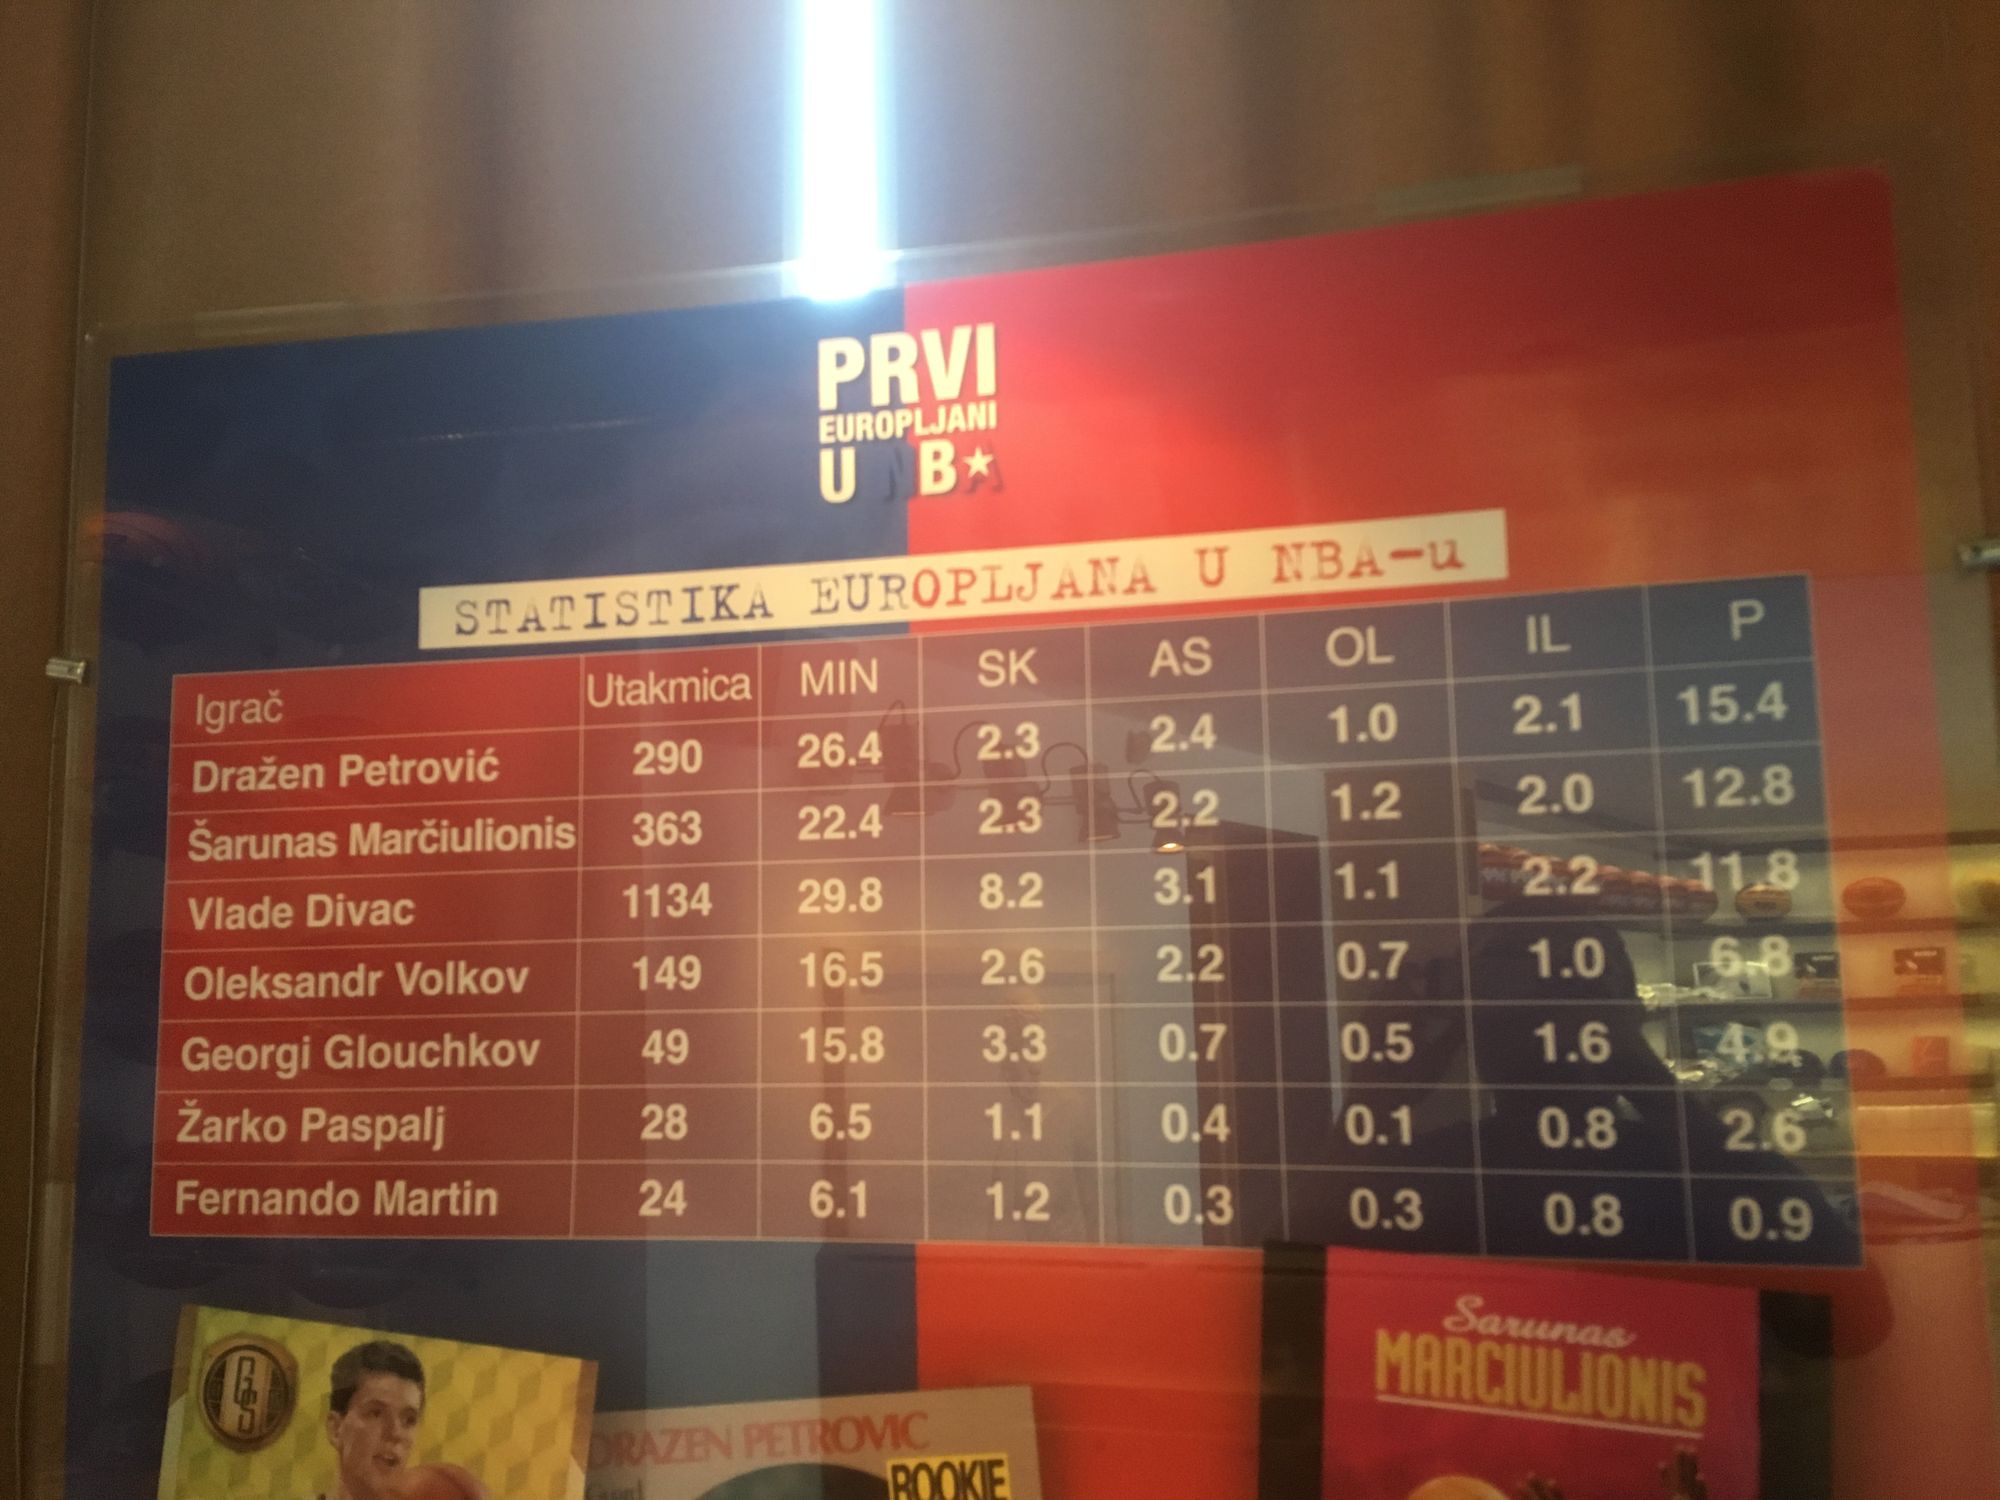 PRVI
EUROPLJANI
U NBA
STATISTIKA EUROPLJANA U NBA-u
Igrač Utakmica MIN SK AS OL IL P
Dražen Petrović 290 26.4 2.3 2.4 1.0 2.1 15.4
Šarunas Marčiulionis 363 22.4 2.3 2.2 1.2 2.0 12.8
Vlade Divac 1134 29.8 8.2 3.1 1.1 2.2 11.8
Oleksandr Volkov 149 16.5 2.6 2.2 0.7 1.0 6.8
Georgi Glouchkov 49 15.8 3.3 0.7 0.5 1.6 4.9
Žarko Paspalj 28 6.5 1.1 0.4 0.1 0.8 2.6
Fernando Martin 24 6.1 1.2 0.3 0.3 0.8 0.9
GS
DRAZEN PETROVIC
Guard
ROOKIE
Sarunas
MARCIULIONIS